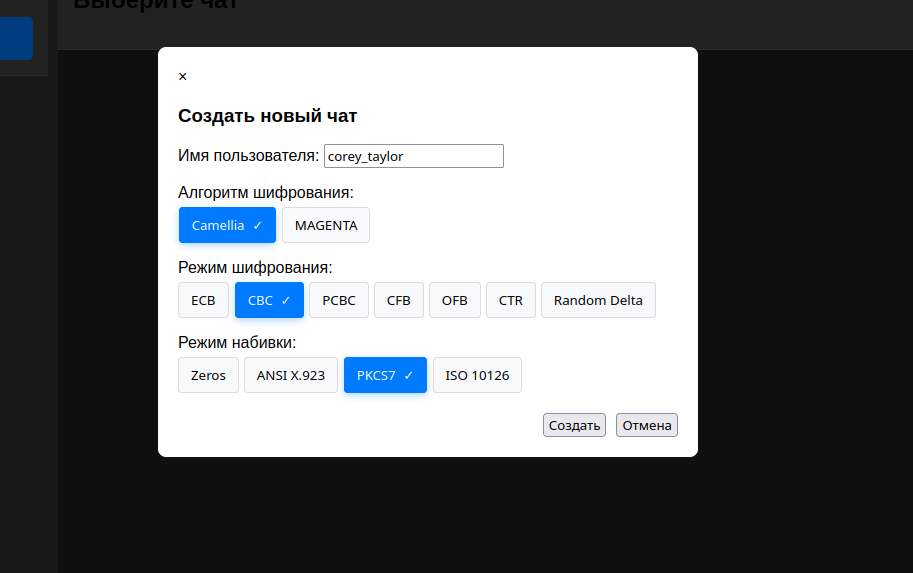 Выберите чат
×
Создать новый чат
Имя пользователя: corey_taylor
Алгоритм шифрования:
Camellia ✓ MAGENTA
Режим шифрования:
ECB CBC ✓ PCBC CFB OFB CTR Random Delta
Режим набивки:
Zeros ANSI X.923 PKCS7 ✓ ISO 10126
Создать Отмена